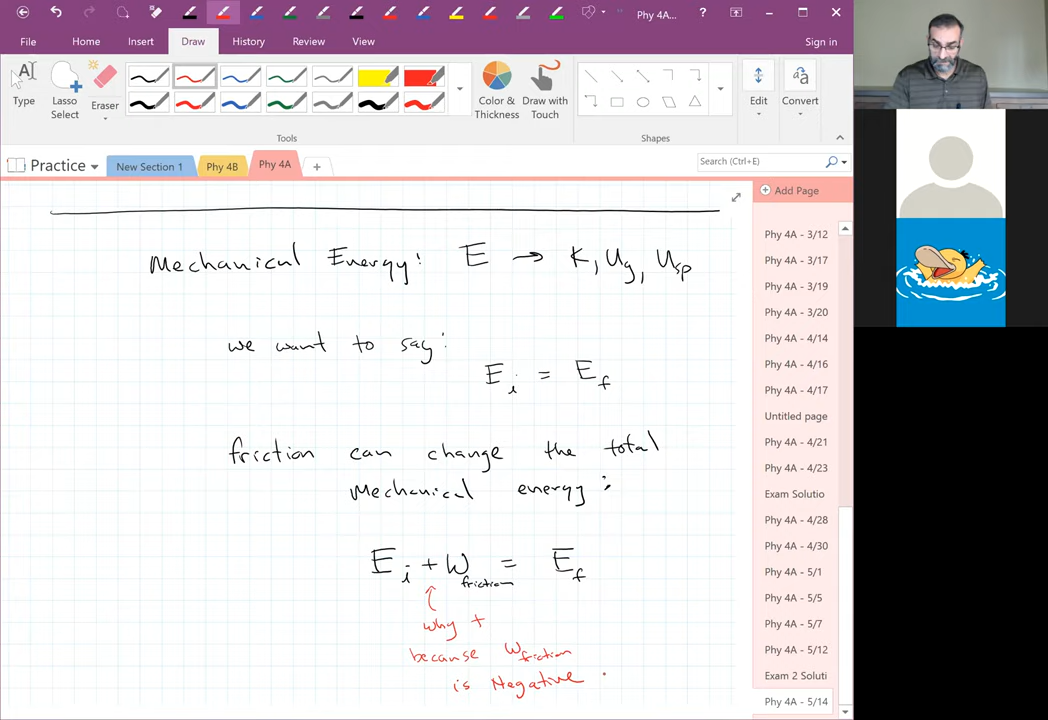 Phy 4A...
?
File
Home
Insert
Draw
History
Review
View
Sign in
Type
Lasso Select
Eraser
Color & Thickness
Draw with Touch
Edit
Convert
Tools
Shapes
Practice
New Section 1
Phy 4B
Phy 4A
+
Search (Ctrl+E)
Add Page
Mechanical Energy: E → K, Ug, Usp
we want to say:
Ei = Ef
friction can change the total
Mechanical energy:
Ei + Wfriction = Ef
why +
because Wfriction
is Negative.
Phy 4A - 3/12
Phy 4A - 3/17
Phy 4A - 3/19
Phy 4A - 3/20
Phy 4A - 4/14
Phy 4A - 4/16
Phy 4A - 4/17
Untitled page
Phy 4A - 4/21
Phy 4A - 4/23
Exam Solutio
Phy 4A - 4/28
Phy 4A - 4/30
Phy 4A - 5/1
Phy 4A - 5/5
Phy 4A - 5/7
Phy 4A - 5/12
Exam 2 Soluti
Phy 4A - 5/14